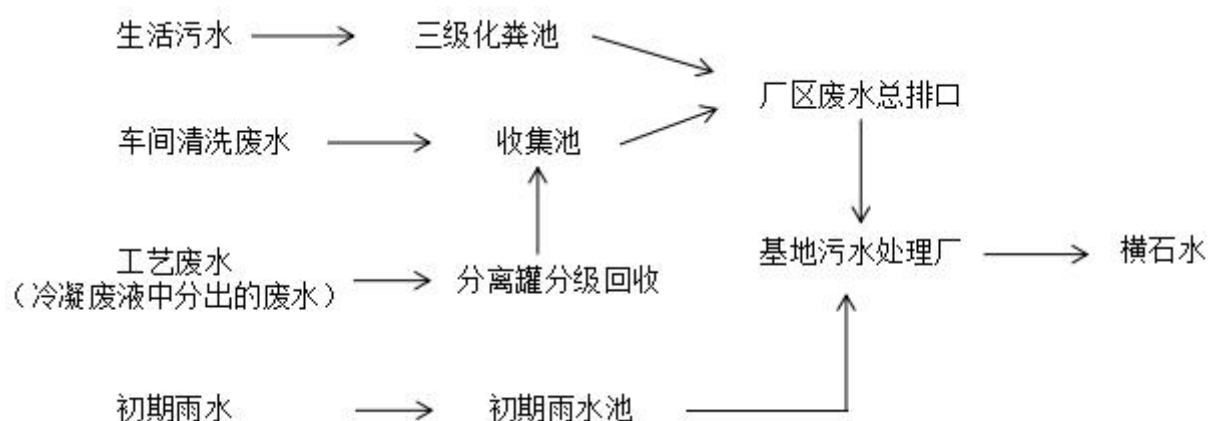 生活污水
三级化粪池
厂区废水总排口
车间清洗废水
收集池
工艺废水
（冷凝废液中分出的废水）
分离罐分级回收
基地污水处理厂
横石水
初期雨水
初期雨水池